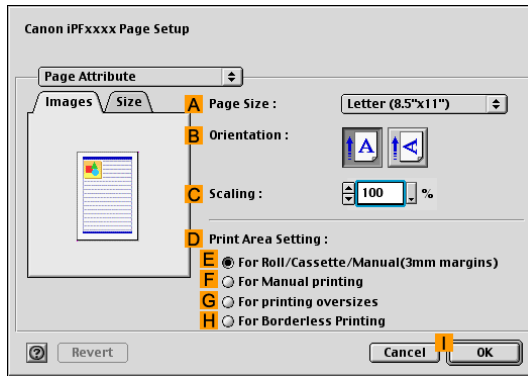 Canon iPFxxxx Page Setup
Page Attribute
Images Size
A Page Size : Letter (8.5"x11")
B Orientation : A A
C Scaling : 100 %
D Print Area Setting :
E For Roll/Cassette/Manual(3mm margins)
F For Manual printing
G For printing oversizes
H For Borderless Printing
? Revert Cancel I OK